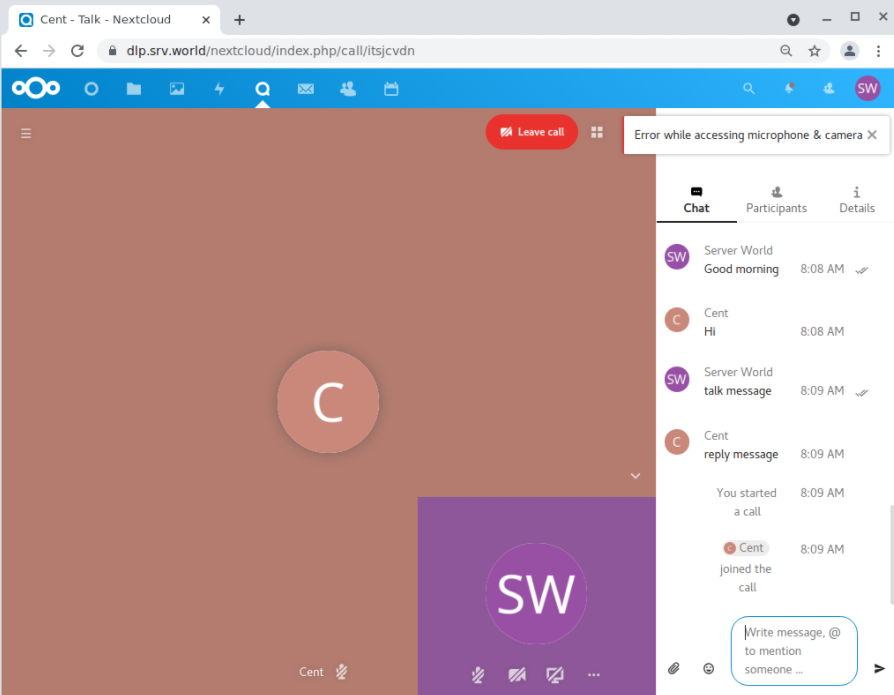 Cent - Talk - Nextcloud
dlp.srv.world/nextcloud/index.php/call/itsjcvdn
SW
Leave call
Error while accessing microphone & camera
Chat
Participants
Details
SW
Server World
Good morning
8:08 AM
C
Cent
Hi
8:08 AM
SW
Server World
talk message
8:09 AM
C
Cent
reply message
8:09 AM
You started
a call
8:09 AM
Cent
joined the
call
8:09 AM
C
Cent
SW
Write message, @
to mention
someone ...